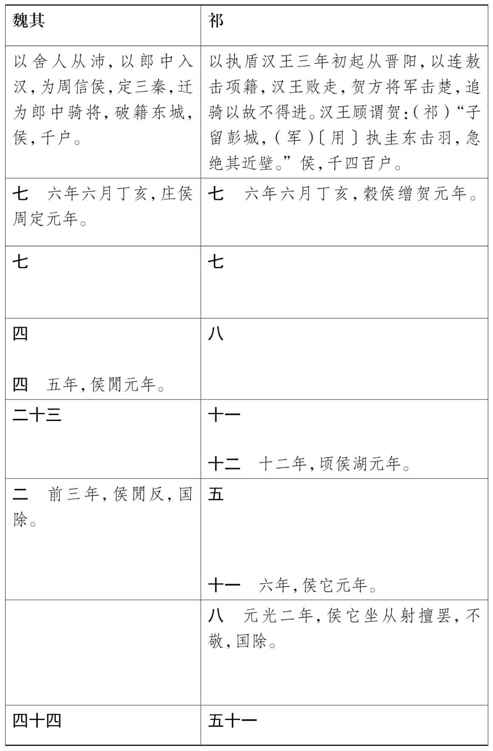 魏其
祁
以舍人从沛，以郎中入
汉，为周信侯，定三秦，迁
为郎中骑将，破籍东城，
侯，千户。
以执盾汉王三年初起从晋阳，以连敖
击项籍，汉王败走，贺方将军击楚，追
骑以故不得进。汉王顾谓贺：（祁）“子
留彭城，（军）〔用〕执圭东击羽，急
绝其近壁。”侯，千四百户。
七　六年六月丁亥，庄侯
周定元年。
七　六年六月丁亥，穀侯缯贺元年。
七
七
四
四　五年，侯閒元年。
八
二十三
十一
十二　十二年，顷侯湖元年。
二　前三年，侯閒反，国
除。
五
十一　六年，侯它元年。
八　元光二年，侯它坐从射擅罢，不
敬，国除。
四十四
五十一